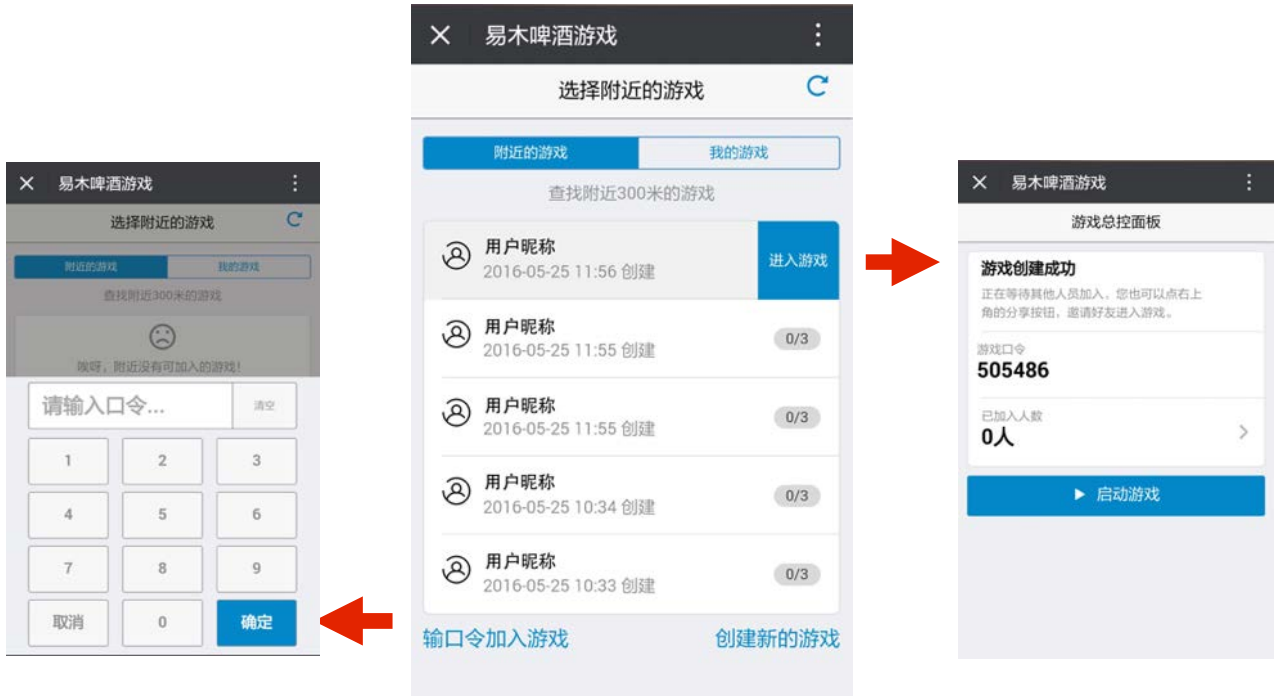 易木啤酒游戏
选择附近的游戏
附近的游戏 我的游戏
查找附近300米的游戏
唉呀，附近没有可加入的游戏！
请输入口令... 清空
1 2 3
4 5 6
7 8 9
取消 0 确定
易木啤酒游戏
选择附近的游戏
附近的游戏 我的游戏
查找附近300米的游戏
用户昵称
2016-05-25 11:56 创建
进入游戏
用户昵称
2016-05-25 11:55 创建
0/3
用户昵称
2016-05-25 11:55 创建
0/3
用户昵称
2016-05-25 10:34 创建
0/3
用户昵称
2016-05-25 10:33 创建
0/3
输口令加入游戏 创建新的游戏
易木啤酒游戏
游戏总控面板
游戏创建成功
正在等待其他人员加入，您也可以点右上
角的分享按钮，邀请好友进入游戏。
游戏口令
505486
已加入人数
0人
启动游戏